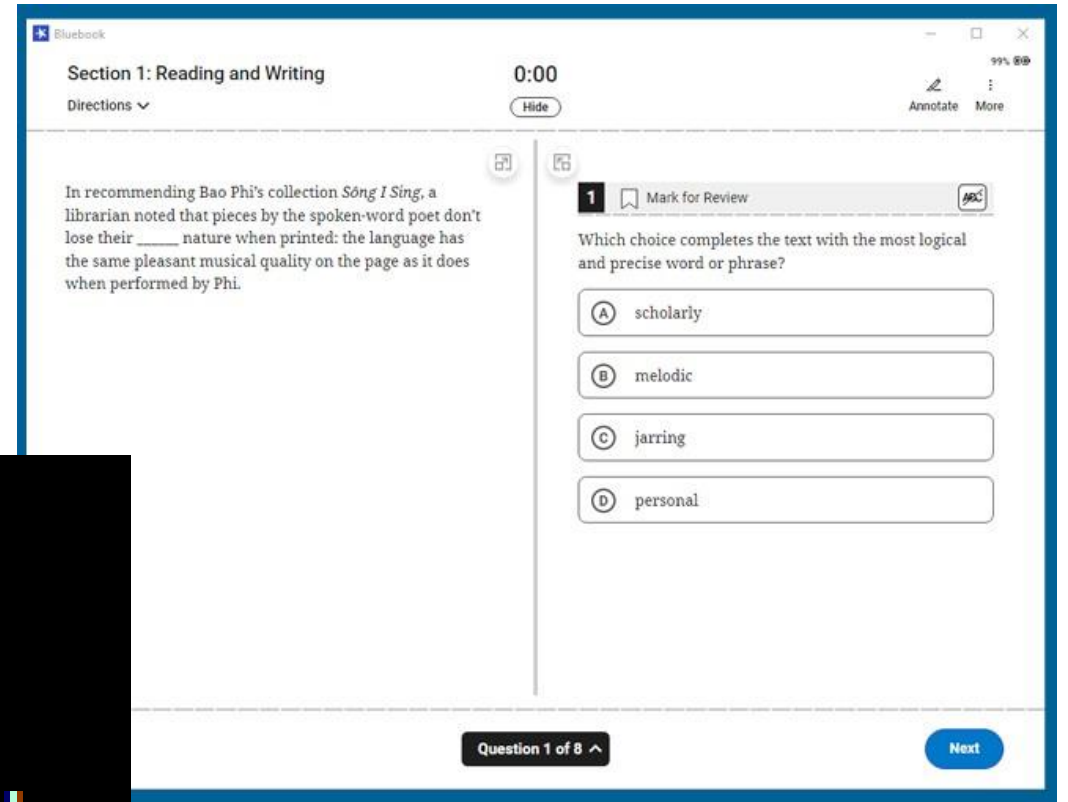 Bluebook
Section 1: Reading and Writing
0:00
99%
Directions
Hide
Annotate
More
In recommending Bao Phi's collection Sông I Sing, a
librarian noted that pieces by the spoken-word poet don't
lose their ______ nature when printed: the language has
the same pleasant musical quality on the page as it does
when performed by Phi.
1
Mark for Review
ABC
Which choice completes the text with the most logical
and precise word or phrase?
A scholarly
B melodic
C jarring
D personal
Question 1 of 8
Next